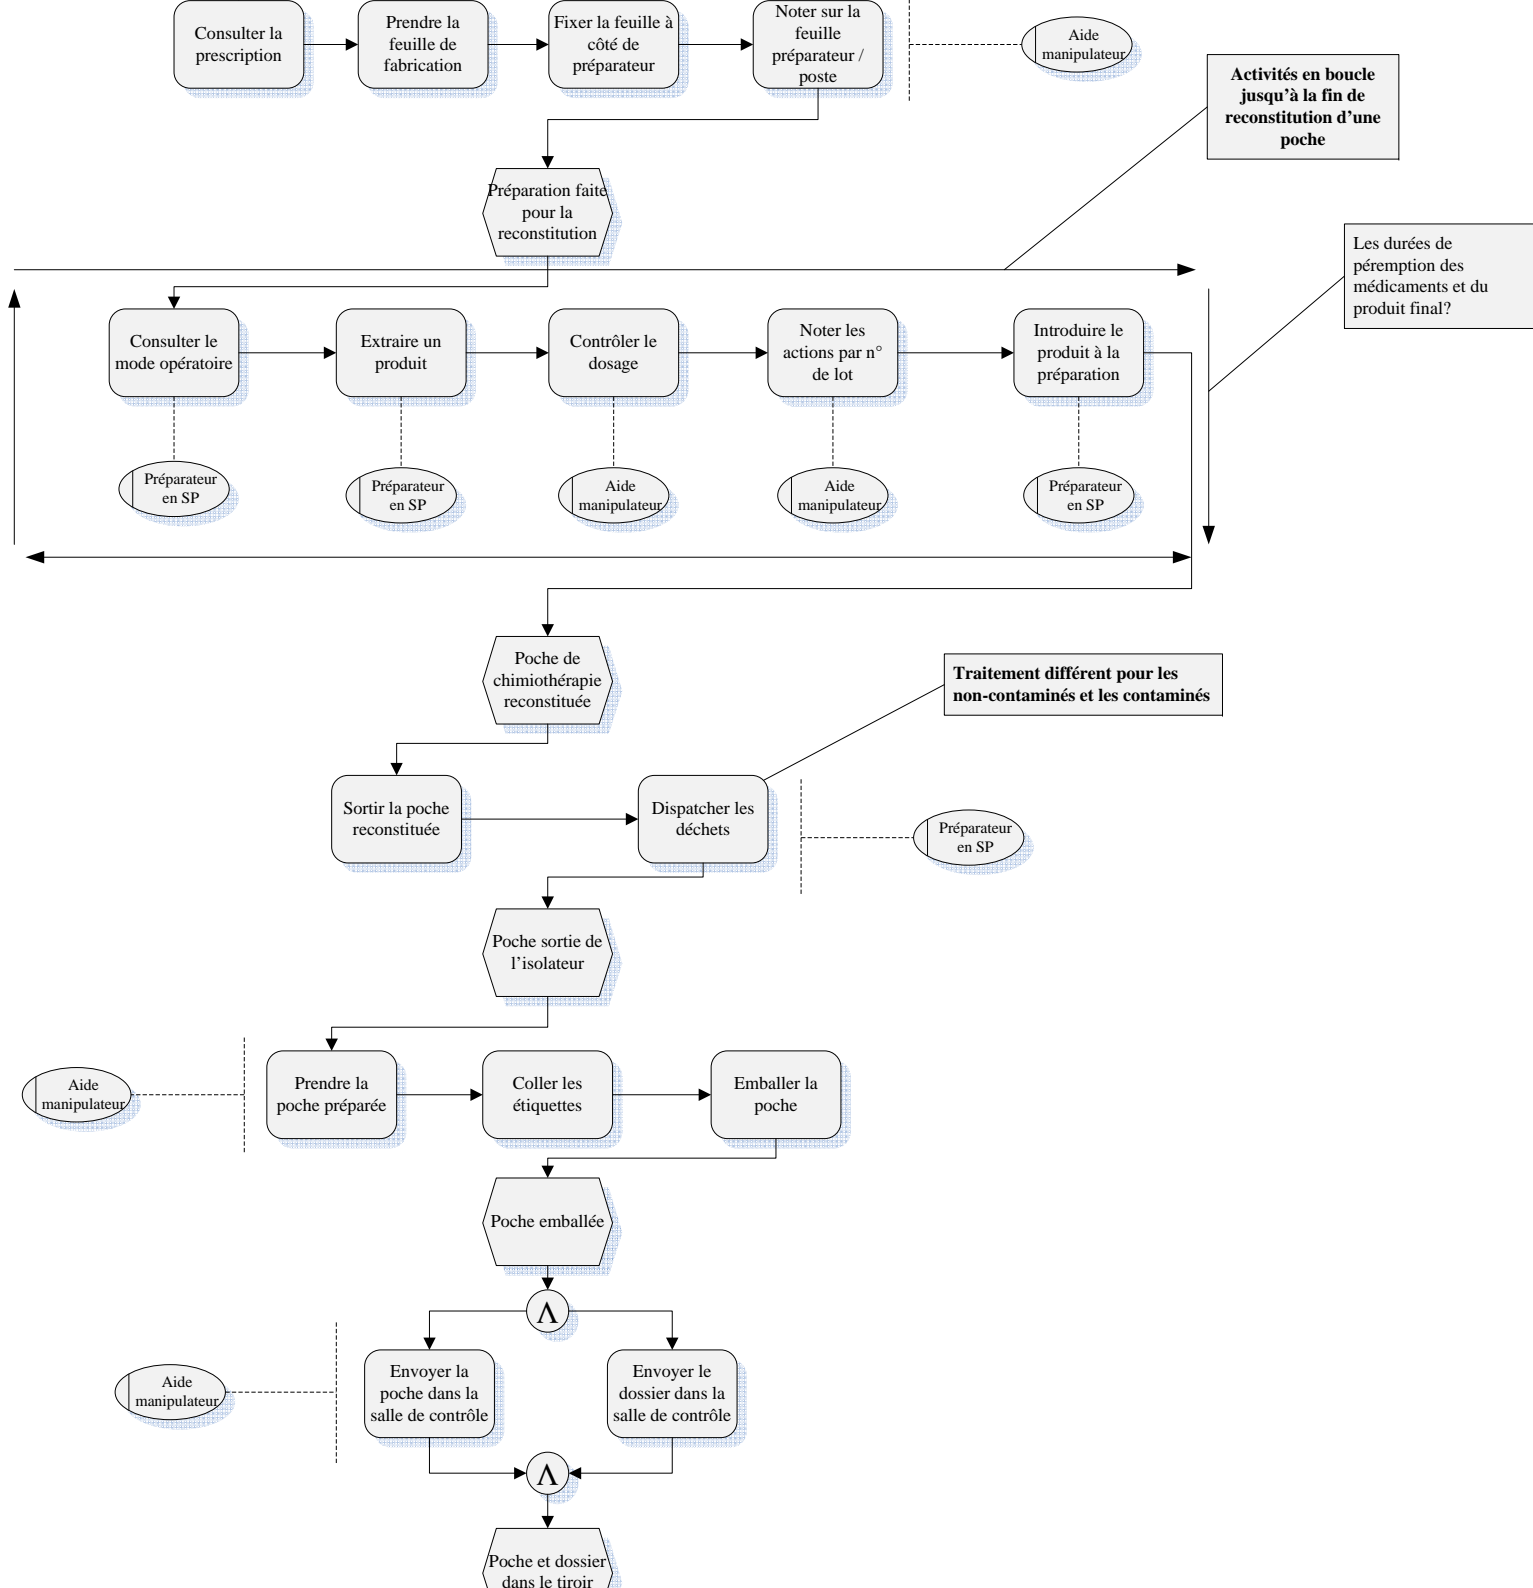 Consulter la
prescription
Prendre la
feuille de
fabrication
Fixer la feuille à
côté de
préparateur
Noter sur la
feuille
préparateur /
poste
Aide
manipulateur
Activités en boucle
jusqu'à la fin de
reconstitution d'une
poche
Préparation faite
pour la
reconstitution
Les durées de
péremption des
médicaments et du
produit final?
Consulter le
mode opératoire
Extraire un
produit
Contrôler le
dosage
Noter les
actions par n°
de lot
Introduire le
produit à la
préparation
Préparateur
en SP
Préparateur
en SP
Aide
manipulateur
Aide
manipulateur
Préparateur
en SP
Poche de
chimiothérapie
reconstituée
Traitement différent pour les
non-contaminés et les contaminés
Sortir la poche
reconstituée
Dispatcher les
déchets
Préparateur
en SP
Poche sortie de
l'isolateur
Aide
manipulateur
Prendre la
poche préparée
Coller les
étiquettes
Emballer la
poche
Poche emballée
Λ
Aide
manipulateur
Envoyer la
poche dans la
salle de contrôle
Envoyer le
dossier dans la
salle de contrôle
Λ
Poche et dossier
dans le tiroir